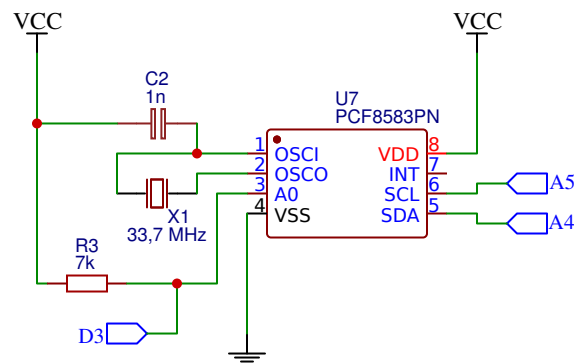 VCC
VCC
C2
1n
U7
PCF8583PN
1 OSCI
2 OSCO
3 A0
4 VSS
VDD 8
INT 7
SCL 6
SDA 5
A5
A4
X1
33,7 MHz
R3
7k
D3